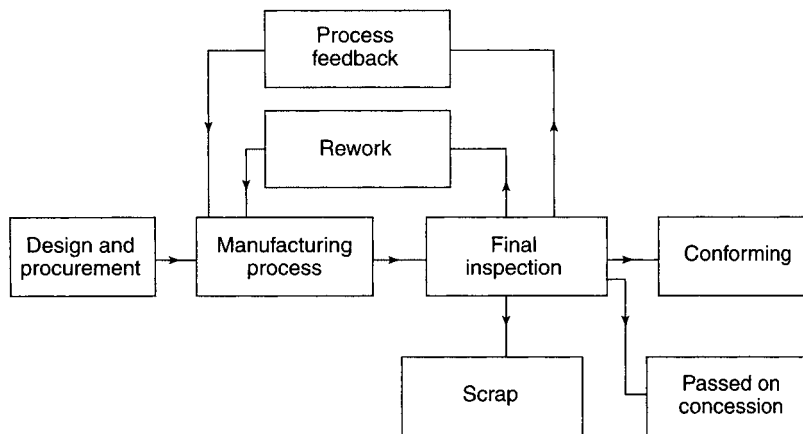 Process
feedback
Rework
Design and
procurement
Manufacturing
process
Final
inspection
Conforming
Scrap
Passed on
concession